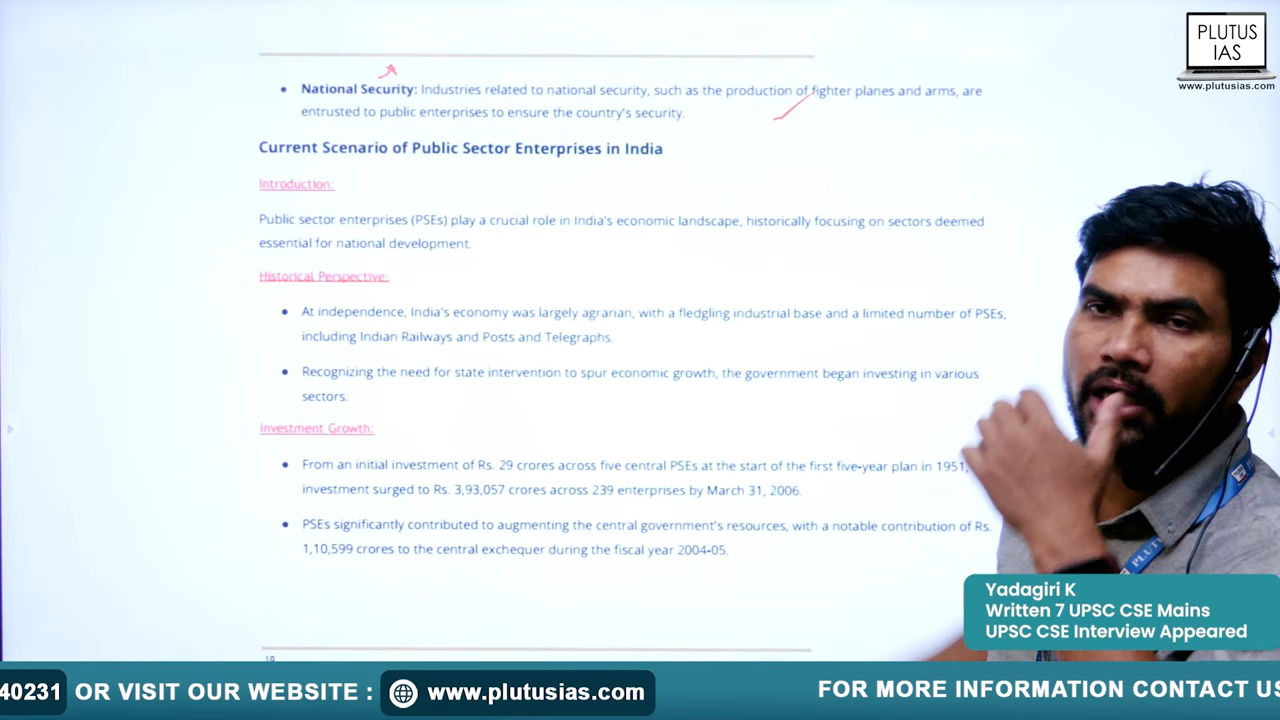 PLUTUS
IAS
www.plutusias.com
• National Security: Industries related to national security, such as the production of fighter planes and arms, are
entrusted to public enterprises to ensure the country's security.
Current Scenario of Public Sector Enterprises in India
Introduction:
Public sector enterprises (PSEs) play a crucial role in India's economic landscape, historically focusing on sectors deemed
essential for national development.
Historical Perspective:
• At independence, India's economy was largely agrarian, with a fledgling industrial base and a limited number of PSEs,
including Indian Railways and Posts and Telegraphs.
• Recognizing the need for state intervention to spur economic growth, the government began investing in various
sectors.
Investment Growth:
• From an initial investment of Rs. 29 crores across five central PSEs at the start of the first five-year plan in 1951,
investment surged to Rs. 3,93,057 crores across 239 enterprises by March 31, 2006.
• PSEs significantly contributed to augmenting the central government's resources, with a notable contribution of Rs.
1,10,599 crores to the central exchequer during the fiscal year 2004-05.
PLUT
Yadagiri K
Written 7 UPSC CSE Mains
UPSC CSE Interview Appeared
40231 OR VISIT OUR WEBSITE : www.plutusias.com FOR MORE INFORMATION CONTACT US